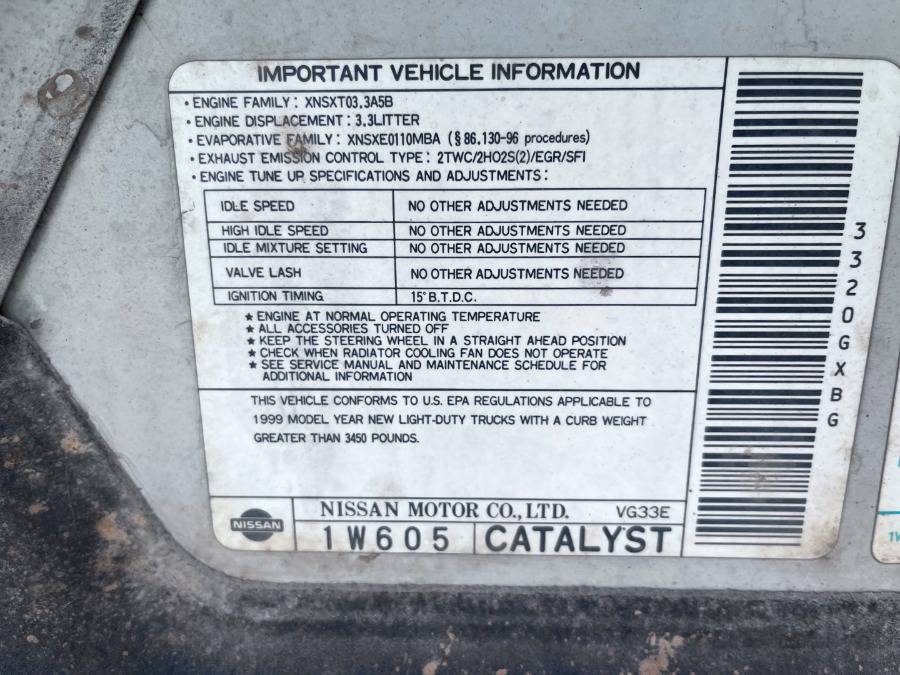 IMPORTANT VEHICLE INFORMATION
• ENGINE FAMILY: XNSXT03.3A5B
• ENGINE DISPLACEMENT: 3.3LITTER
• EVAPORATIVE FAMILY: XNSXE0110MBA (§86.130-96 procedures)
• EXHAUST EMISSION CONTROL TYPE: 2TWC/2HO2S(2)/EGR/SFI
• ENGINE TUNE UP SPECIFICATIONS AND ADJUSTMENTS:
IDLE SPEED NO OTHER ADJUSTMENTS NEEDED
HIGH IDLE SPEED NO OTHER ADJUSTMENTS NEEDED
IDLE MIXTURE SETTING NO OTHER ADJUSTMENTS NEEDED
VALVE LASH NO OTHER ADJUSTMENTS NEEDED
IGNITION TIMING 15° B.T.D.C.
★ ENGINE AT NORMAL OPERATING TEMPERATURE
★ ALL ACCESSORIES TURNED OFF
★ KEEP THE STEERING WHEEL IN A STRAIGHT AHEAD POSITION
★ CHECK WHEN RADIATOR COOLING FAN DOES NOT OPERATE
★ SEE SERVICE MANUAL AND MAINTENANCE SCHEDULE FOR
ADDITIONAL INFORMATION
THIS VEHICLE CONFORMS TO U.S. EPA REGULATIONS APPLICABLE TO
1999 MODEL YEAR NEW LIGHT-DUTY TRUCKS WITH A CURB WEIGHT
GREATER THAN 3450 POUNDS.
NISSAN
NISSAN MOTOR CO., LTD. VG33E
1W605 CATALYST
3320GXBG